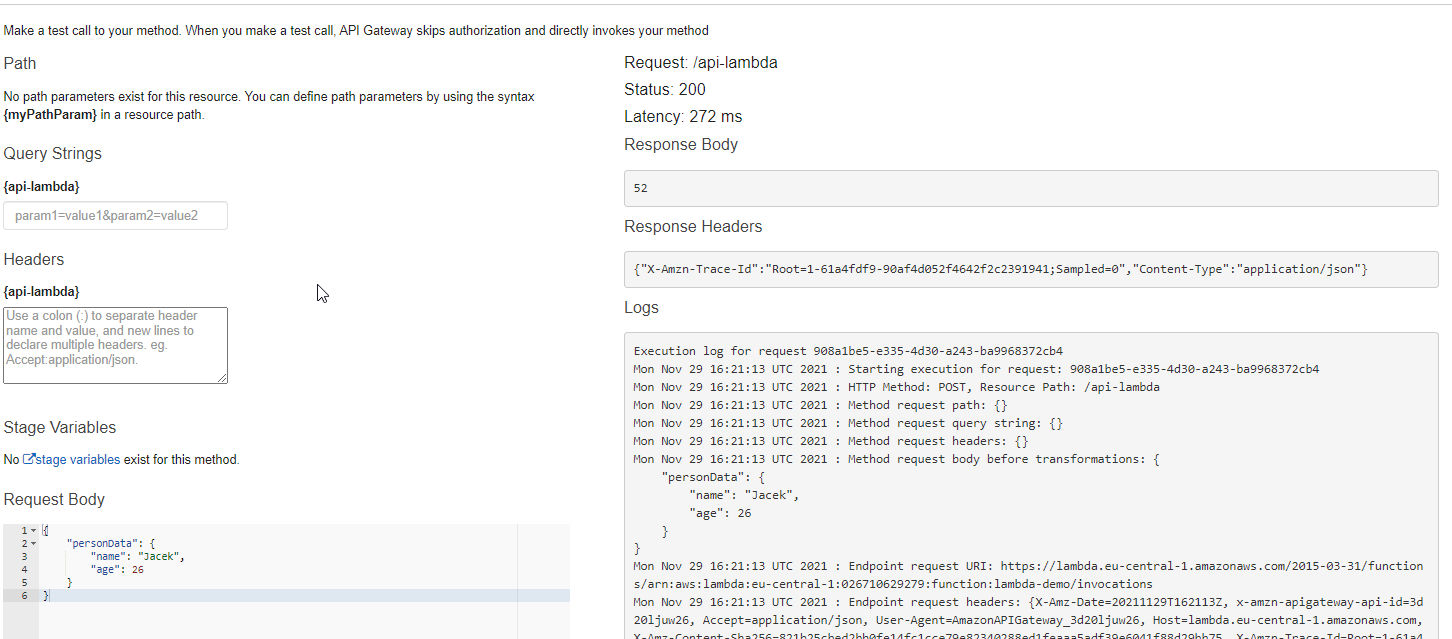 Make a test call to your method. When you make a test call, API Gateway skips authorization and directly invokes your method
Path
No path parameters exist for this resource. You can define path parameters by using the syntax
{myPathParam} in a resource path.
Query Strings
{api-lambda}
param1=value1&param2=value2
Headers
{api-lambda}
Use a colon (:) to separate header
name and value, and new lines to
declare multiple headers. eg.
Accept:application/json.
Stage Variables
No stage variables exist for this method.
Request Body
1 {
2 "personData": {
3 "name": "Jacek",
4 "age": 26
5 }
6 }
Request: /api-lambda
Status: 200
Latency: 272 ms
Response Body
52
Response Headers
{"X-Amzn-Trace-Id":"Root=1-61a4fdf9-90af4d052f4642f2c2391941;Sampled=0","Content-Type":"application/json"}
Logs
Execution log for request 908a1be5-e335-4d30-a243-ba9968372cb4
Mon Nov 29 16:21:13 UTC 2021 : Starting execution for request: 908a1be5-e335-4d30-a243-ba9968372cb4
Mon Nov 29 16:21:13 UTC 2021 : HTTP Method: POST, Resource Path: /api-lambda
Mon Nov 29 16:21:13 UTC 2021 : Method request path: {}
Mon Nov 29 16:21:13 UTC 2021 : Method request query string: {}
Mon Nov 29 16:21:13 UTC 2021 : Method request headers: {}
Mon Nov 29 16:21:13 UTC 2021 : Method request body before transformations: {
"personData": {
"name": "Jacek",
"age": 26
}
}
Mon Nov 29 16:21:13 UTC 2021 : Endpoint request URI: https://lambda.eu-central-1.amazonaws.com/2015-03-31/function
s/arn:aws:lambda:eu-central-1:026710629279:function:lambda-demo/invocations
Mon Nov 29 16:21:13 UTC 2021 : Endpoint request headers: {X-Amz-Date=20211129T162113Z, x-amzn-apigateway-api-id=3d
20ljuw26, Accept=application/json, User-Agent=AmazonAPIGateway_3d20ljuw26, Host=lambda.eu-central-1.amazonaws.com,